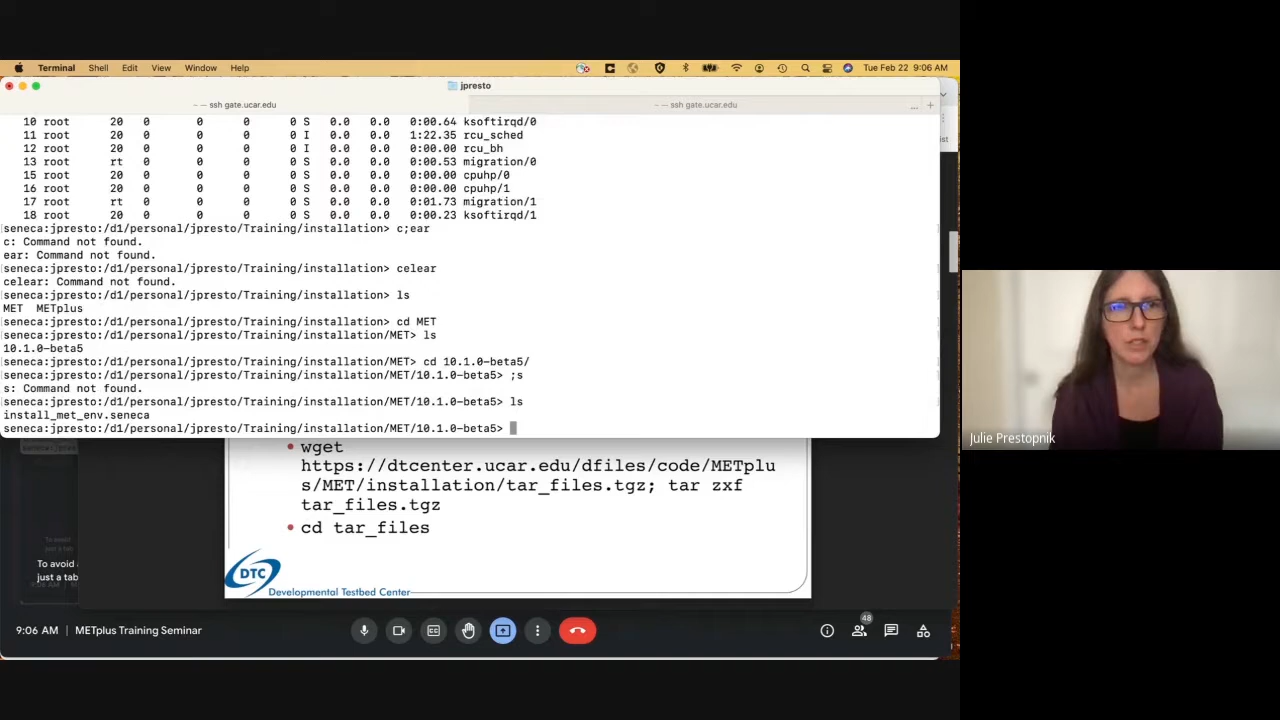 Terminal Shell Edit View Window Help Tue Feb 22 9:06 AM
jpresto
~ — ssh gate.ucar.edu ~ — ssh gate.ucar.edu ... +
10 root 20 0 0 0 0 S 0.0 0.0 0:00.64 ksoftirqd/0
11 root 20 0 0 0 0 I 0.0 0.0 1:22.35 rcu_sched
12 root 20 0 0 0 0 I 0.0 0.0 0:00.00 rcu_bh
13 root rt 0 0 0 0 S 0.0 0.0 0:00.53 migration/0
15 root 20 0 0 0 0 S 0.0 0.0 0:00.00 cpuhp/0
16 root 20 0 0 0 0 S 0.0 0.0 0:00.00 cpuhp/1
17 root rt 0 0 0 0 S 0.0 0.0 0:01.73 migration/1
18 root 20 0 0 0 0 S 0.0 0.0 0:00.23 ksoftirqd/1
seneca:jpresto:/d1/personal/jpresto/Training/installation> c;ear
c: Command not found.
ear: Command not found.
seneca:jpresto:/d1/personal/jpresto/Training/installation> celear
celear: Command not found.
seneca:jpresto:/d1/personal/jpresto/Training/installation> ls
MET METplus
seneca:jpresto:/d1/personal/jpresto/Training/installation> cd MET
seneca:jpresto:/d1/personal/jpresto/Training/installation/MET> ls
10.1.0-beta5
seneca:jpresto:/d1/personal/jpresto/Training/installation/MET> cd 10.1.0-beta5/
seneca:jpresto:/d1/personal/jpresto/Training/installation/MET/10.1.0-beta5> ;s
s: Command not found.
seneca:jpresto:/d1/personal/jpresto/Training/installation/MET/10.1.0-beta5> ls
install_met_env.seneca
seneca:jpresto:/d1/personal/jpresto/Training/installation/MET/10.1.0-beta5>
• wget
https://dtcenter.ucar.edu/dfiles/code/METplu
s/MET/installation/tar_files.tgz; tar zxf
tar_files.tgz
• cd tar_files
To avoid
just a tab
DTC
Developmental Testbed Center
9:06 AM | METplus Training Seminar
48
Julie Prestopnik